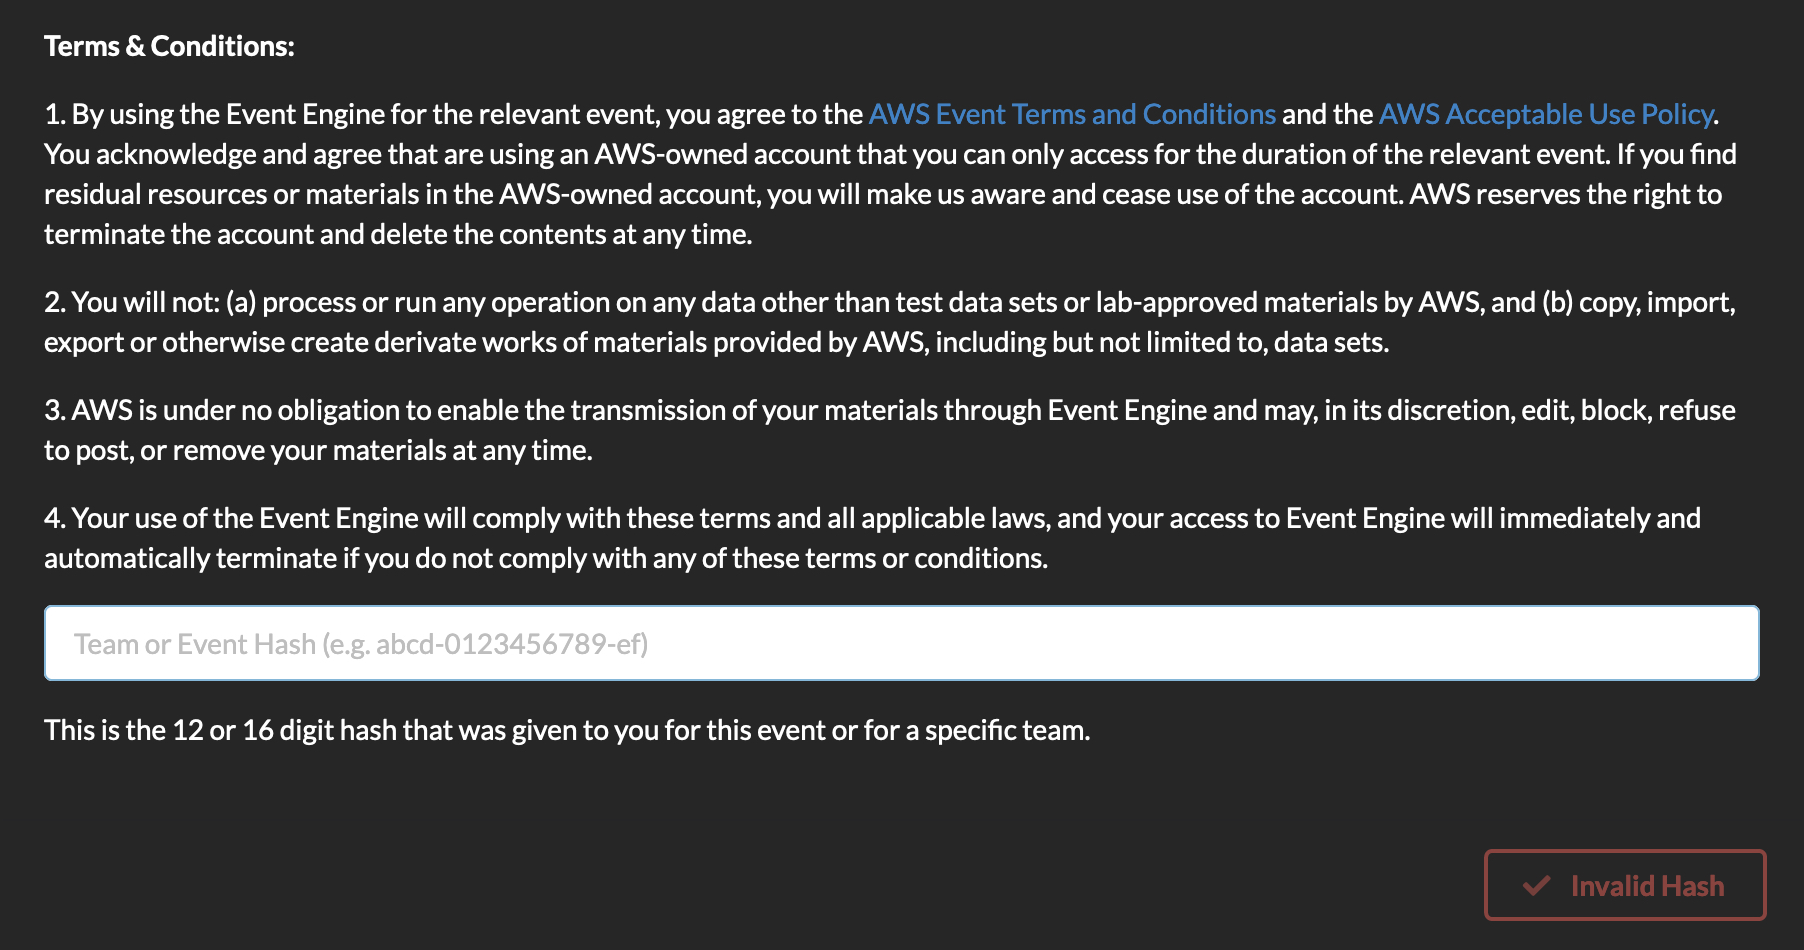 Terms & Conditions:
1. By using the Event Engine for the relevant event, you agree to the AWS Event Terms and Conditions and the AWS Acceptable Use Policy.
You acknowledge and agree that are using an AWS-owned account that you can only access for the duration of the relevant event. If you find
residual resources or materials in the AWS-owned account, you will make us aware and cease use of the account. AWS reserves the right to
terminate the account and delete the contents at any time.
2. You will not: (a) process or run any operation on any data other than test data sets or lab-approved materials by AWS, and (b) copy, import,
export or otherwise create derivate works of materials provided by AWS, including but not limited to, data sets.
3. AWS is under no obligation to enable the transmission of your materials through Event Engine and may, in its discretion, edit, block, refuse
to post, or remove your materials at any time.
4. Your use of the Event Engine will comply with these terms and all applicable laws, and your access to Event Engine will immediately and
automatically terminate if you do not comply with any of these terms or conditions.
Team or Event Hash (e.g. abcd-0123456789-ef)
This is the 12 or 16 digit hash that was given to you for this event or for a specific team.
Invalid Hash